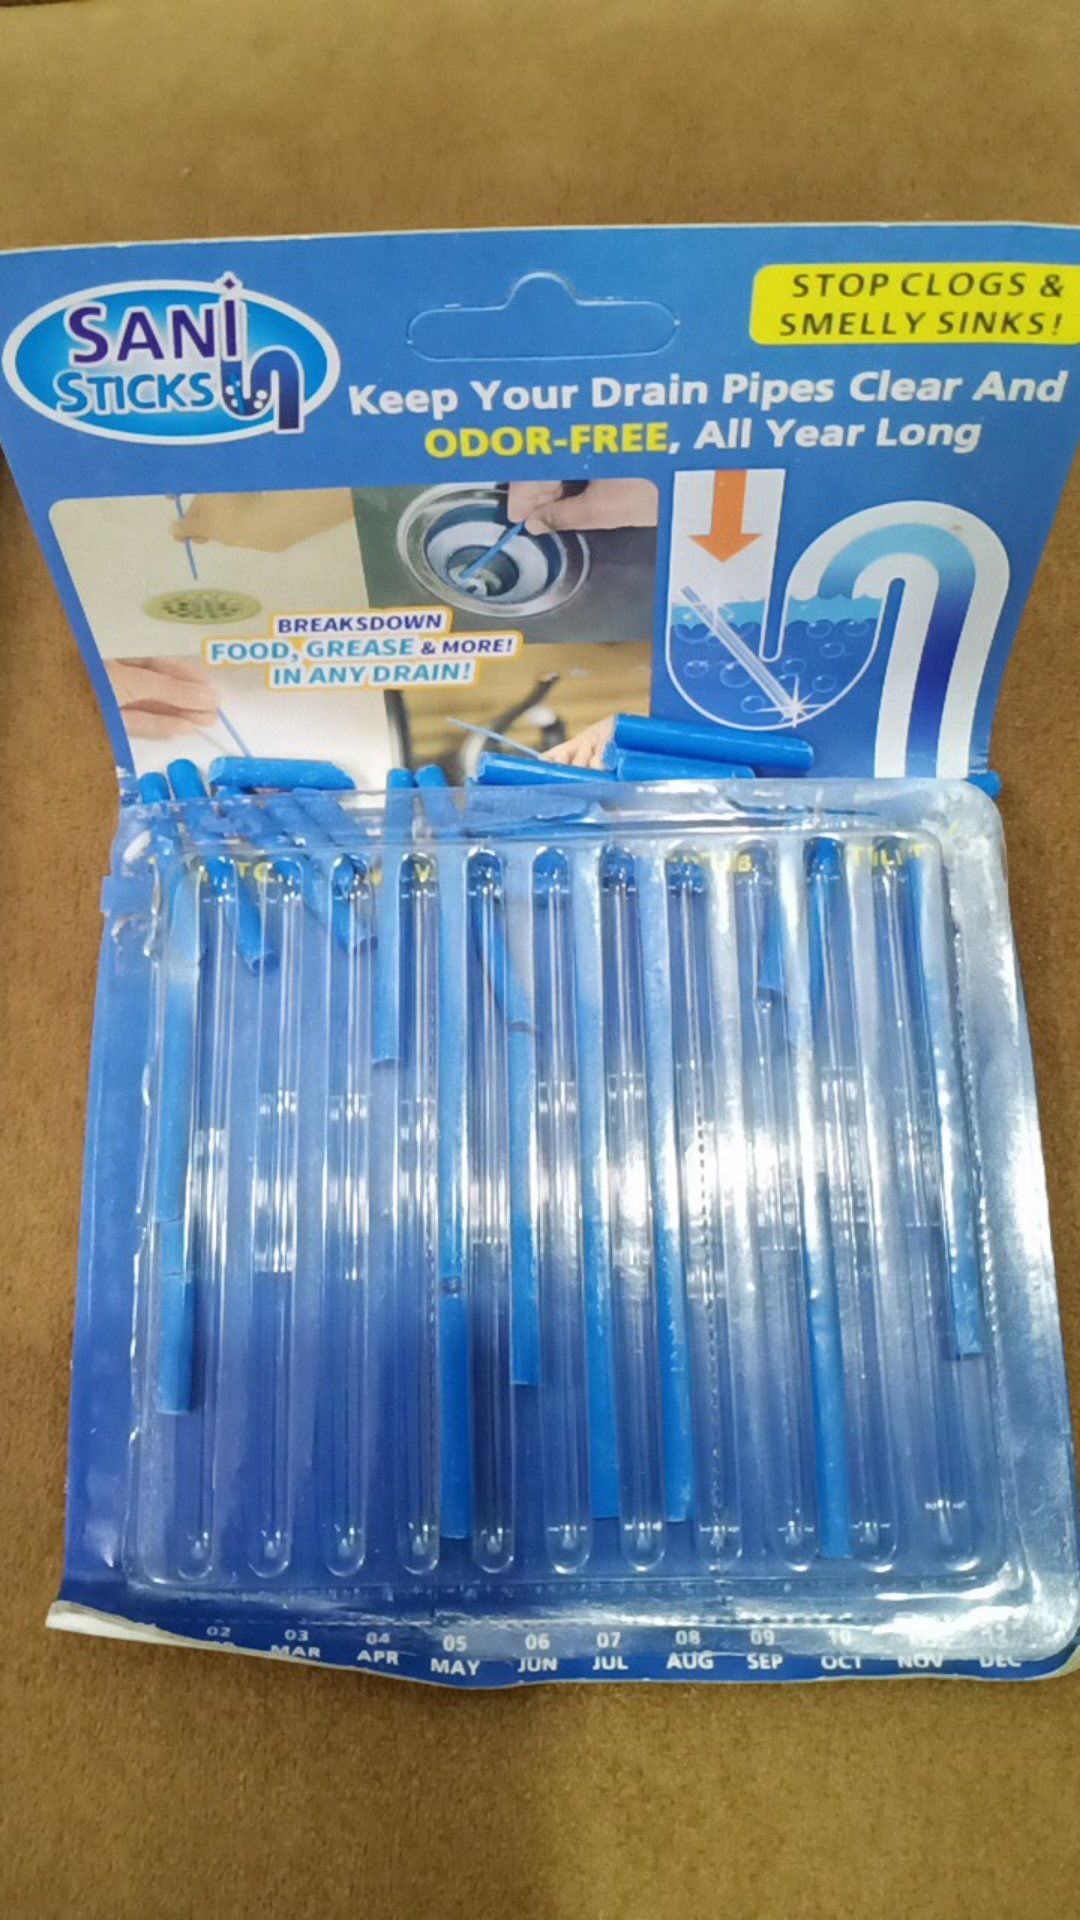 SANI
STICKS
STOP CLOGS &
SMELLY SINKS!
Keep Your Drain Pipes Clear And
ODOR-FREE, All Year Long
BREAKSDOWN
FOOD, GREASE & MORE!
IN ANY DRAIN!
02 03 04 05 06 07 08 09 10 12
MAR APR MAY JUN JUL AUG SEP OCT NOV DEC